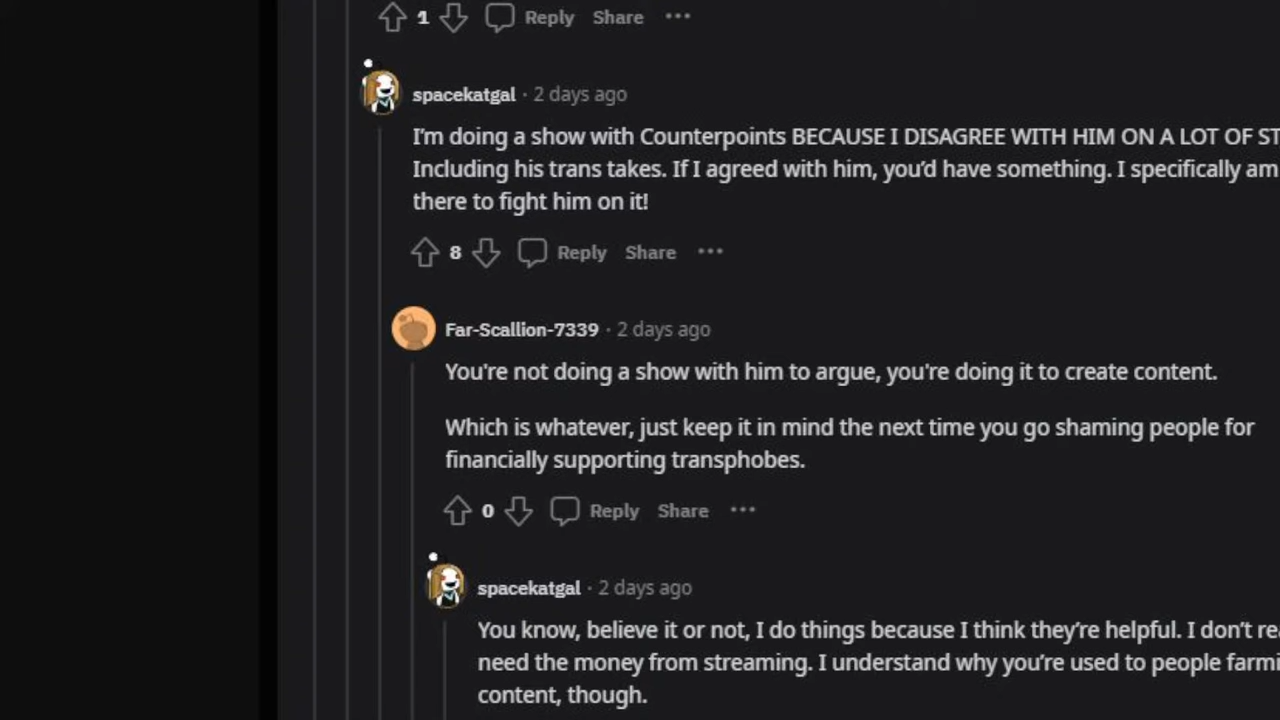 1 Reply Share
spacekatgal · 2 days ago
I'm doing a show with Counterpoints BECAUSE I DISAGREE WITH HIM ON A LOT OF ST
Including his trans takes. If I agreed with him, you'd have something. I specifically am
there to fight him on it!
8 Reply Share
Far-Scallion-7339 · 2 days ago
You're not doing a show with him to argue, you're doing it to create content.
Which is whatever, just keep it in mind the next time you go shaming people for
financially supporting transphobes.
0 Reply Share
spacekatgal · 2 days ago
You know, believe it or not, I do things because I think they're helpful. I don't re
need the money from streaming. I understand why you're used to people farmi
content, though.